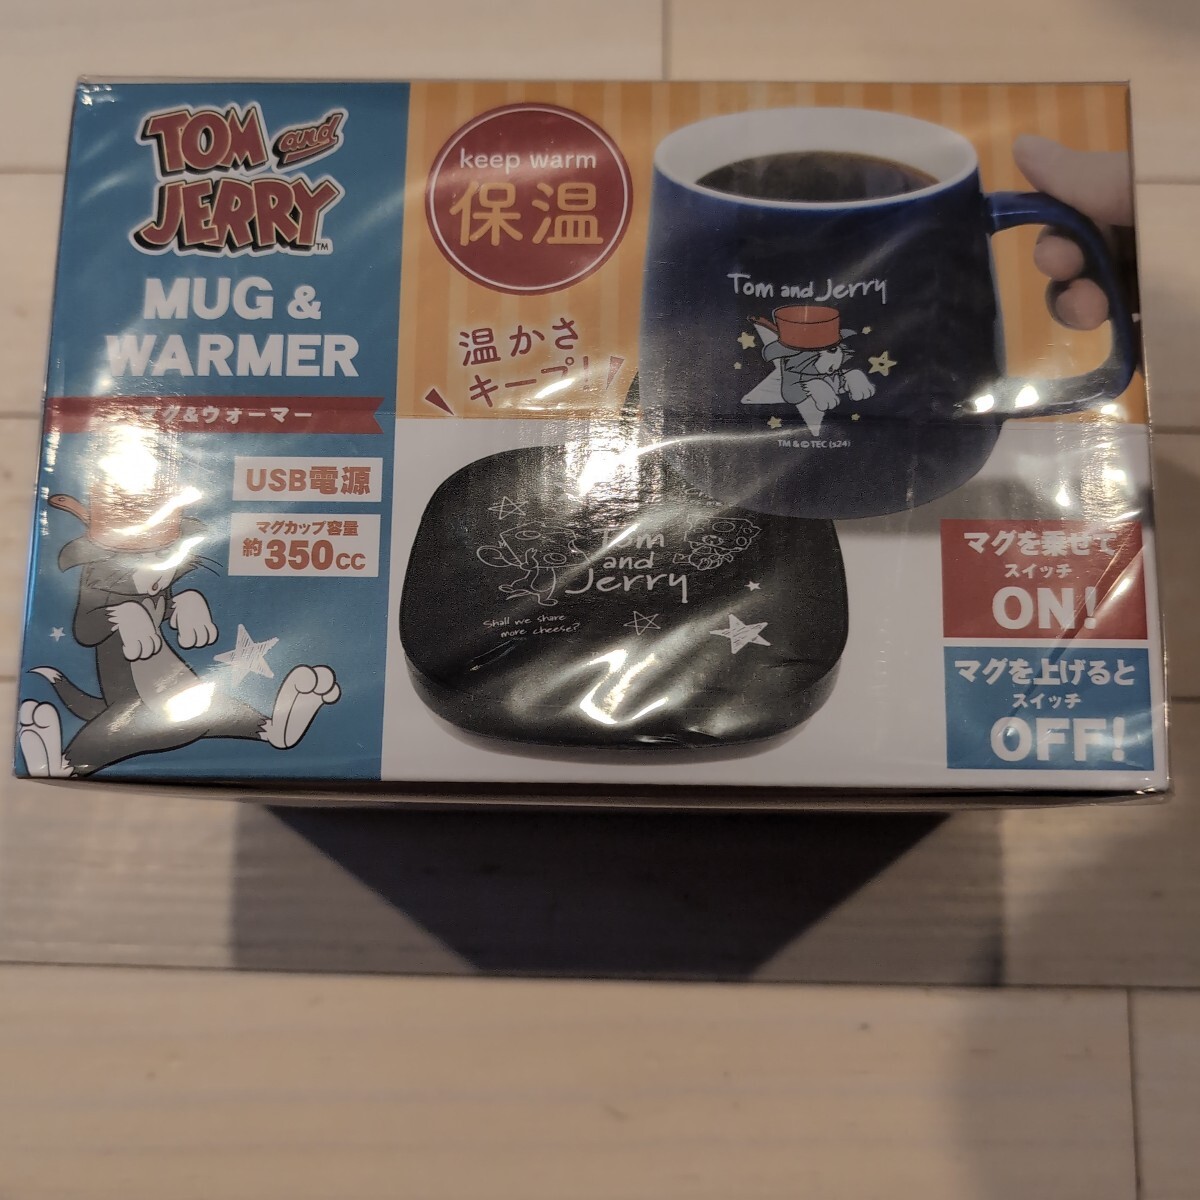 TOM and
JERRY™
MUG &
WARMER
マグ&ウォーマー
USB電源
マグカップ容量
約350cc
keep warm
保温
温かさ
キープ!
Tom and Jerry
TM & © TEC (s24)
Tom
and
Jerry
Shall we share
more cheese?
マグを乗せて
スイッチ
ON!
マグを上げると
スイッチ
OFF!